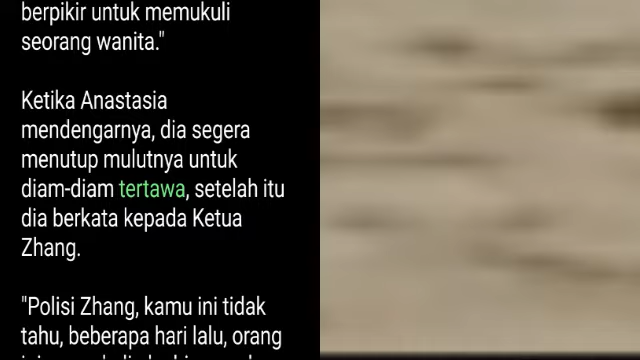 berpikir untuk memukuli
seorang wanita."
Ketika Anastasia
mendengarnya, dia segera
menutup mulutnya untuk
diam-diam tertawa, setelah itu
dia berkata kepada Ketua
Zhang.
"Polisi Zhang, kamu ini tidak
tahu, beberapa hari lalu, orang